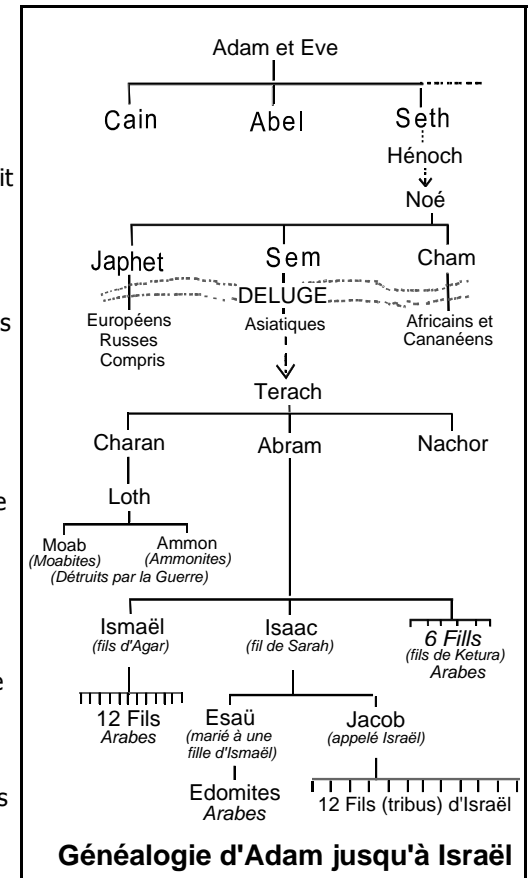 Adam et Eve
Cain Abel Seth
Hénoch
Noé
Japhet Sem Cham
DELUGE
Européens
Russes
Compris
Asiatiques
Africains et
Cananéens
Terach
Charan Abram Nachor
Loth
Moab
(Moabites)
Ammon
(Ammonites)
(Détruits par la Guerre)
Ismaël
(fils d'Agar)
Isaac
(fil de Sarah)
6 Fills
(fils de Ketura)
Arabes
12 Fils
Arabes
Esaü
(marié à une
fille d'Ismaël)
Jacob
(appelé Israël)
Edomites
Arabes
12 Fils (tribus) d'Israël
Généalogie d'Adam jusqu'à Israël
it
s
e
e
s